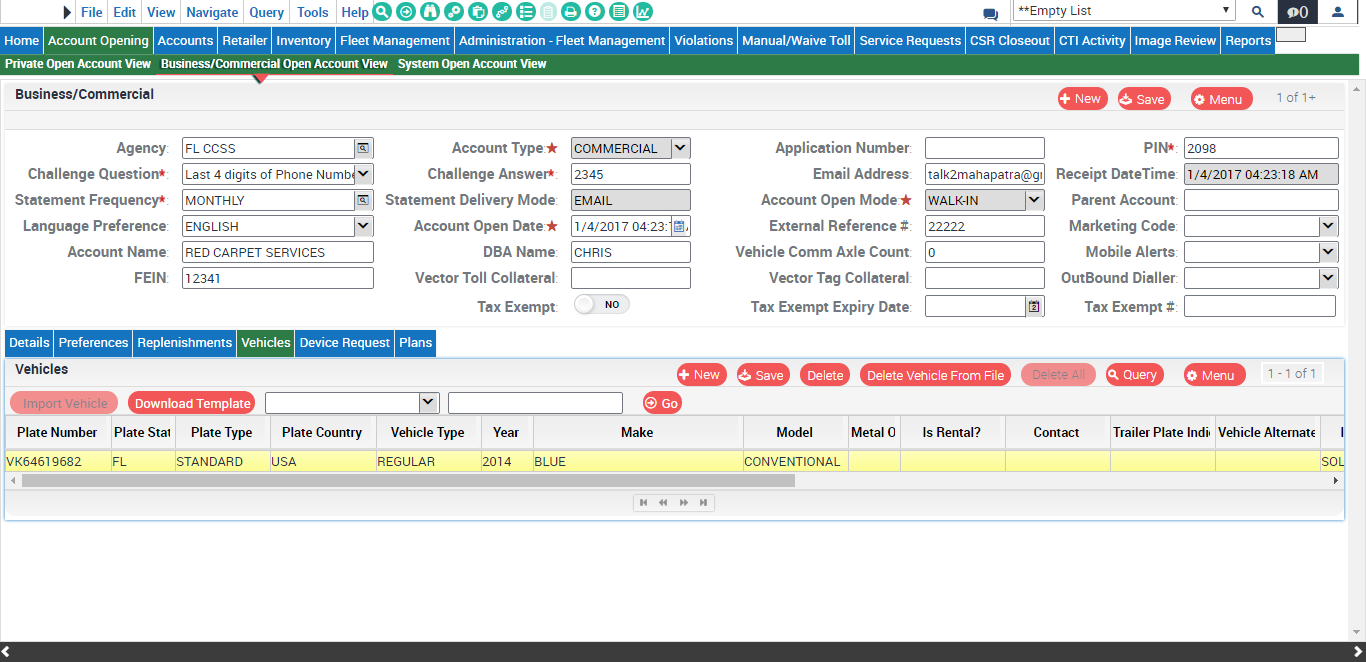 File Edit View Navigate Query Tools Help **Empty List 0
Home Account Opening Accounts Retailer Inventory Fleet Management Administration - Fleet Management Violations Manual/Waive Toll Service Requests CSR Closeout CTI Activity Image Review Reports
Private Open Account View Business/Commercial Open Account View System Open Account View
Business/Commercial New Save Menu 1 of 1+
Agency: FL CCSS Account Type:★ COMMERCIAL Application Number: PIN*: 2098
Challenge Question*: Last 4 digits of Phone Numbe Challenge Answer*: 2345 Email Address: talk2mahapatra@gr Receipt DateTime: 1/4/2017 04:23:18 AM
Statement Frequency*: MONTHLY Statement Delivery Mode: EMAIL Account Open Mode:★ WALK-IN Parent Account:
Language Preference: ENGLISH Account Open Date:★ 1/4/2017 04:23: External Reference #: 22222 Marketing Code:
Account Name: RED CARPET SERVICES DBA Name: CHRIS Vehicle Comm Axle Count: 0 Mobile Alerts:
FEIN: 12341 Vector Toll Collateral: Vector Tag Collateral: OutBound Dialler:
Tax Exempt: NO Tax Exempt Expiry Date: Tax Exempt #:
Details Preferences Replenishments Vehicles Device Request Plans
Vehicles New Save Delete Delete Vehicle From File Delete All Query Menu 1 - 1 of 1
Import Vehicle Download Template Go
Plate Number Plate Stat Plate Type Plate Country Vehicle Type Year Make Model Metal O Is Rental? Contact Trailer Plate Indi Vehicle Alternate
VK64619682 FL STANDARD USA REGULAR 2014 BLUE CONVENTIONAL SOL